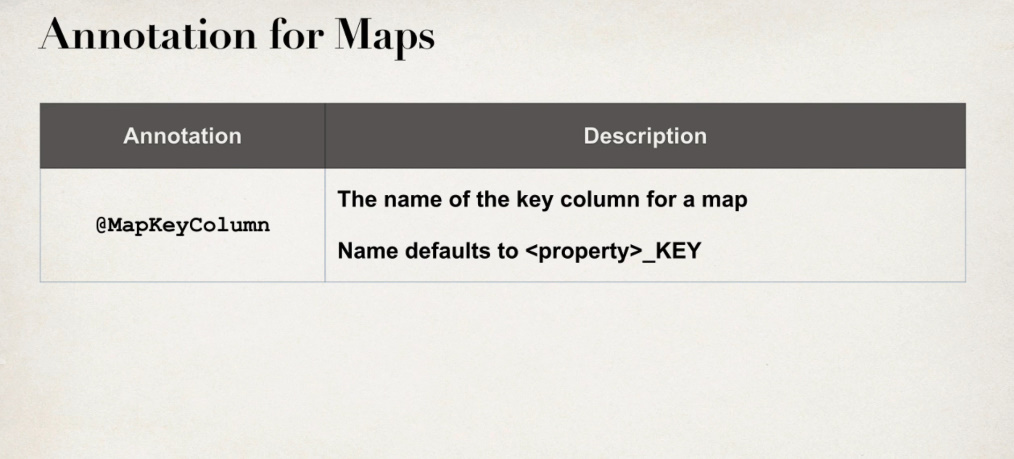 Annotation for Maps
Annotation
Description
@MapKeyColumn
The name of the key column for a map
Name defaults to <property>_KEY